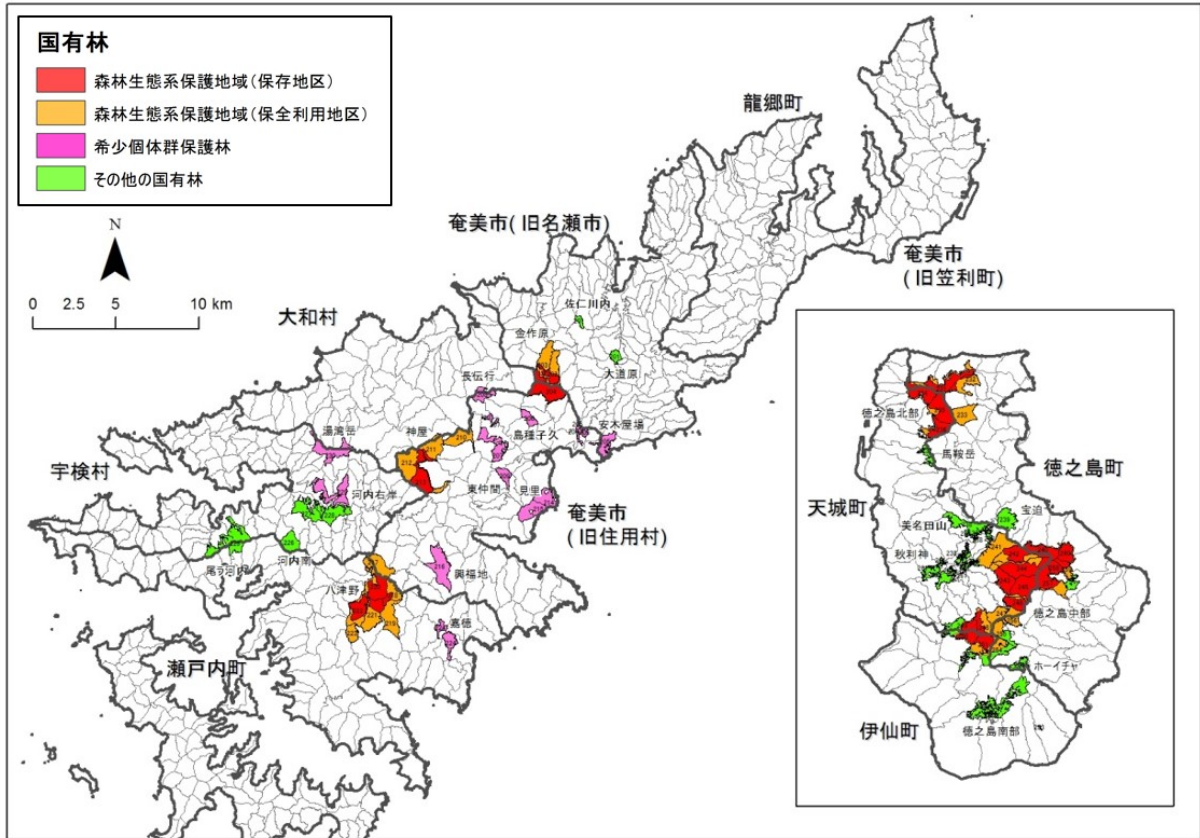 国有林
森林生態系保護地域(保存地区)
森林生態系保護地域(保全利用地区)
希少個体群保護林
その他の国有林
N
0 2.5 5 10 km
龍郷町
奄美市(旧名瀬市)
奄美市
(旧笠利町)
大和村
佐仁川内
金作原
大道原
長伝行
島種子久
安木屋場
湯湾岳
神屋
210
211
212
宇検村
河内右岸
東仲間
見里
奄美市
(旧住用村)
河内南
八津野
興福地
216
221
嘉徳
瀬戸内町
徳之島北部
233
馬鞍岳
徳之島町
天城町
美名田山
宝迫
秋利神
241
徳之島中部
ホーイチャ
伊仙町
徳之島南部